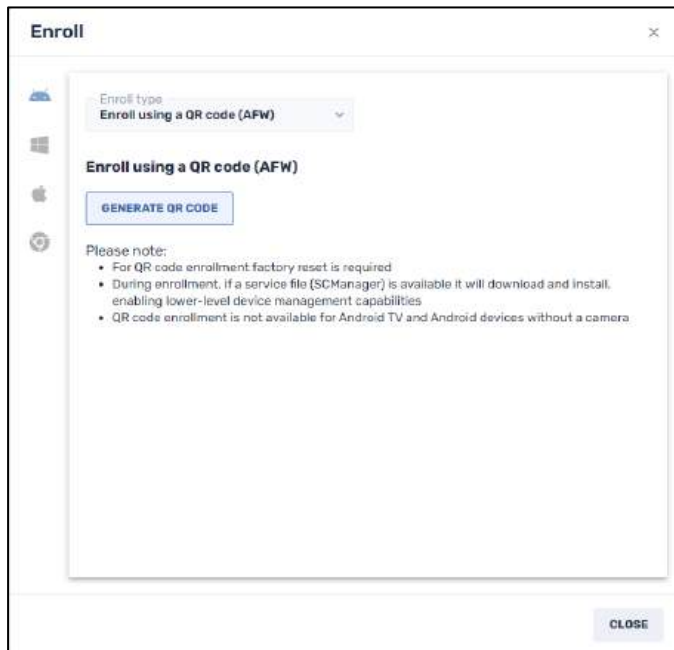 Enroll
Enroll type
Enroll using a QR code (AFW)
Enroll using a QR code (AFW)
GENERATE QR CODE
Please note:
• For QR code enrollment factory reset is required
• During enrollment, if a service file (SCManager) is available it will download and install,
enabling lower-level device management capabilities
• QR code enrollment is not available for Android TV and Android devices without a camera
CLOSE